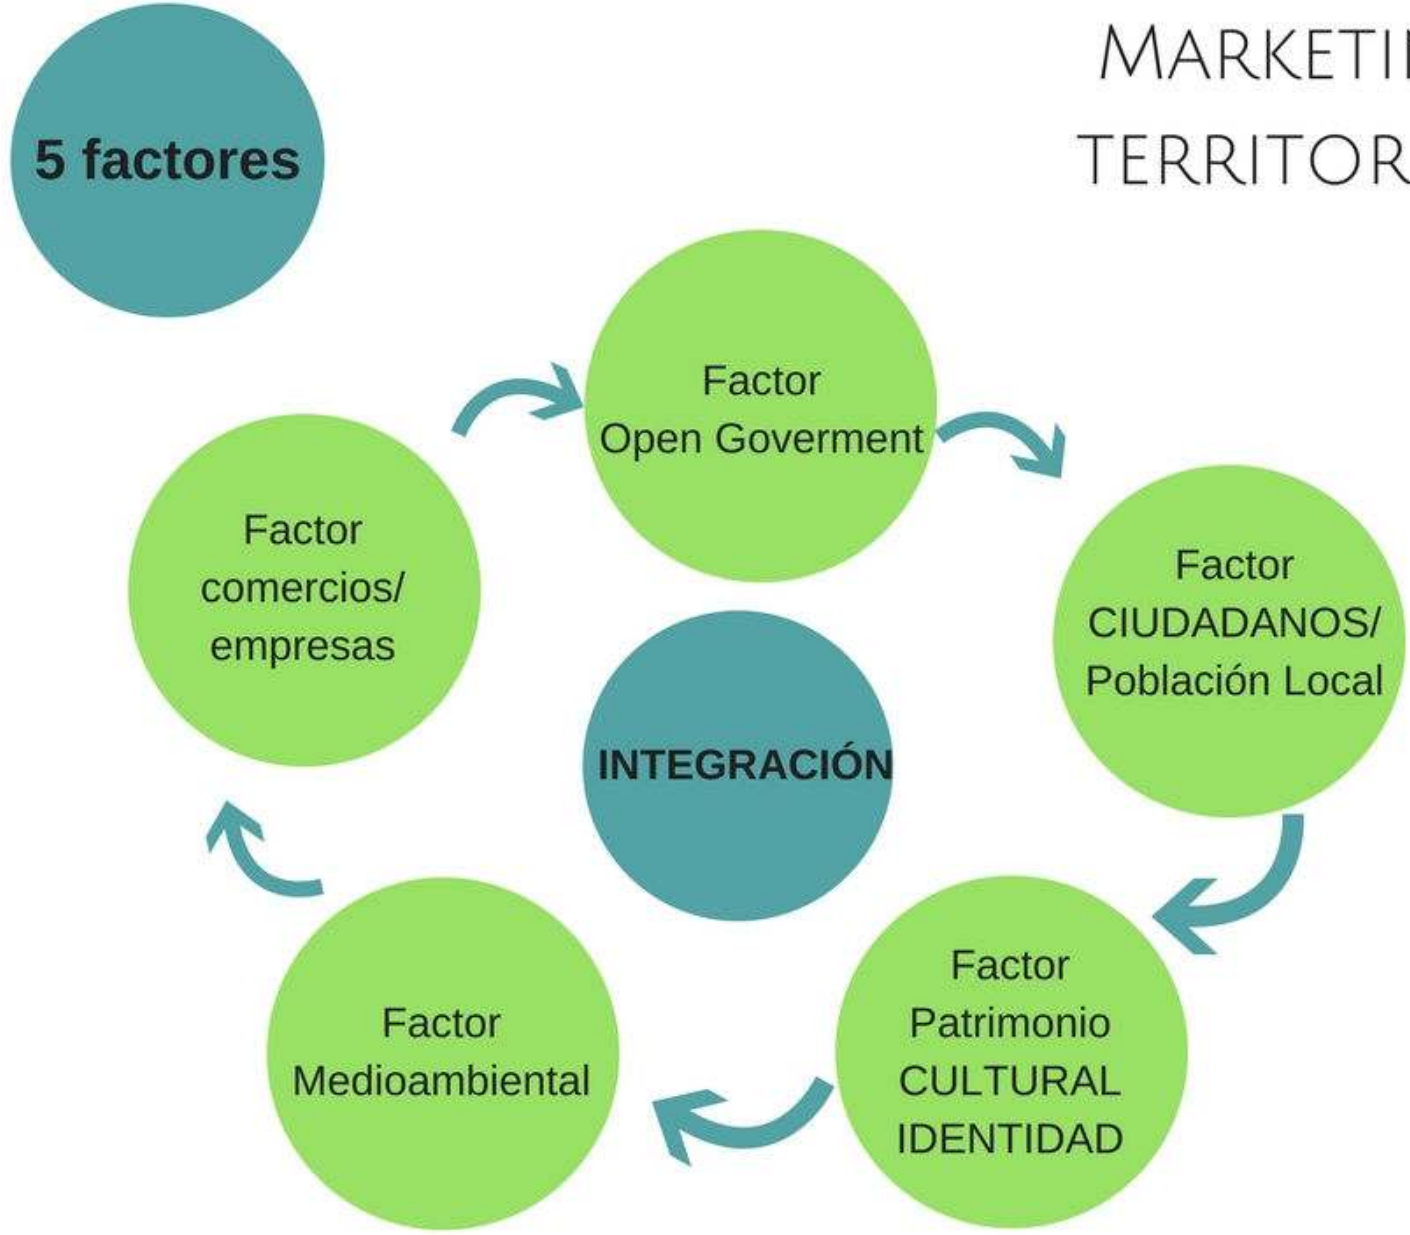 5 factores
MARKETI
TERRITOR
Factor
Open Goverment
Factor
CIUDADANOS/
Población Local
Factor
Patrimonio
CULTURAL
IDENTIDAD
Factor
Medioambiental
Factor
comercios/
empresas
INTEGRACIÓN